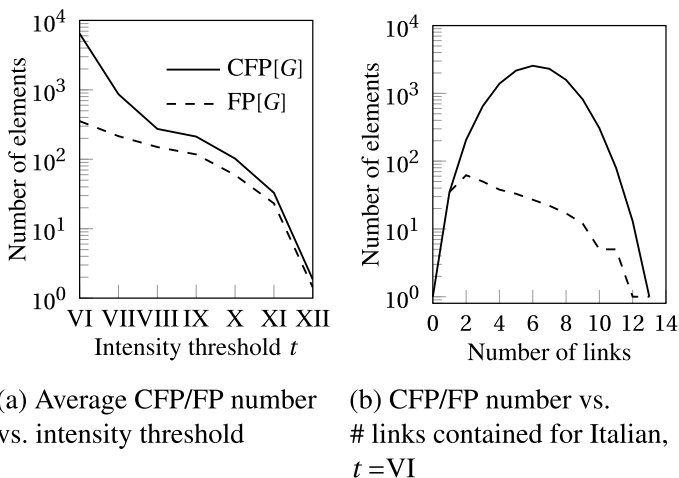 10^4
10^3
10^2
10^1
10^0
Number of elements
CFP[G]
FP[G]
VI VII VIII IX X XI XII
Intensity threshold t
(a) Average CFP/FP number
vs. intensity threshold
10^4
10^3
10^2
10^1
10^0
Number of elements
0 2 4 6 8 10 12 14
Number of links
(b) CFP/FP number vs.
# links contained for Italian,
t =VI